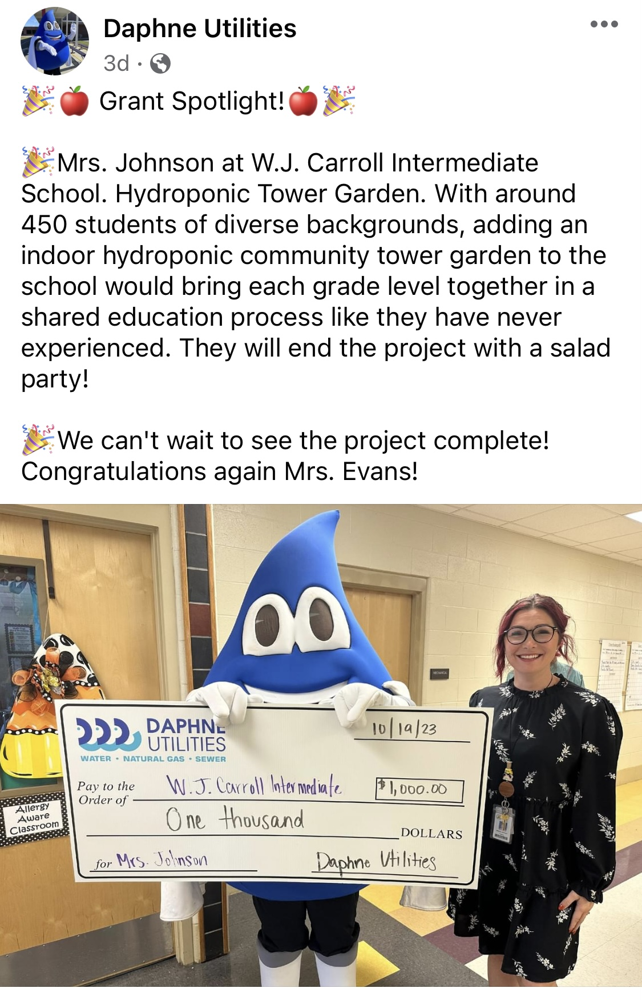 Daphne Utilities
3d ·
🎉🍎 Grant Spotlight!🍎🎉
🎉Mrs. Johnson at W.J. Carroll Intermediate
School. Hydroponic Tower Garden. With around
450 students of diverse backgrounds, adding an
indoor hydroponic community tower garden to the
school would bring each grade level together in a
shared education process like they have never
experienced. They will end the project with a salad
party!
🎉We can't wait to see the project complete!
Congratulations again Mrs. Evans!
DAPHNE
UTILITIES
WATER • NATURAL GAS • SEWER
10/19/23
Pay to the
Order of
W.J. Carroll Intermediate
$1,000.00
One thousand
DOLLARS
for Mrs. Johnson
Daphne Utilities
Allergy
Aware
Classroom
MECHANICAL